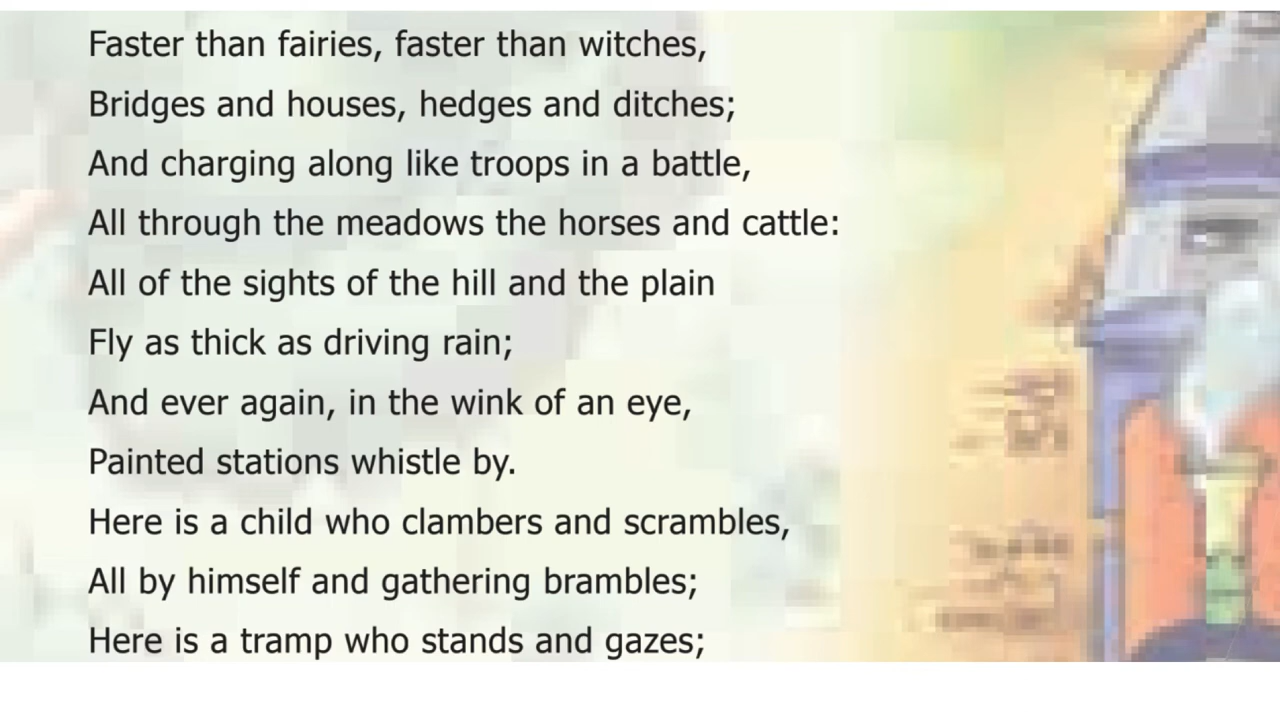 Faster than fairies, faster than witches,
Bridges and houses, hedges and ditches;
And charging along like troops in a battle,
All through the meadows the horses and cattle:
All of the sights of the hill and the plain
Fly as thick as driving rain;
And ever again, in the wink of an eye,
Painted stations whistle by.
Here is a child who clambers and scrambles,
All by himself and gathering brambles;
Here is a tramp who stands and gazes;